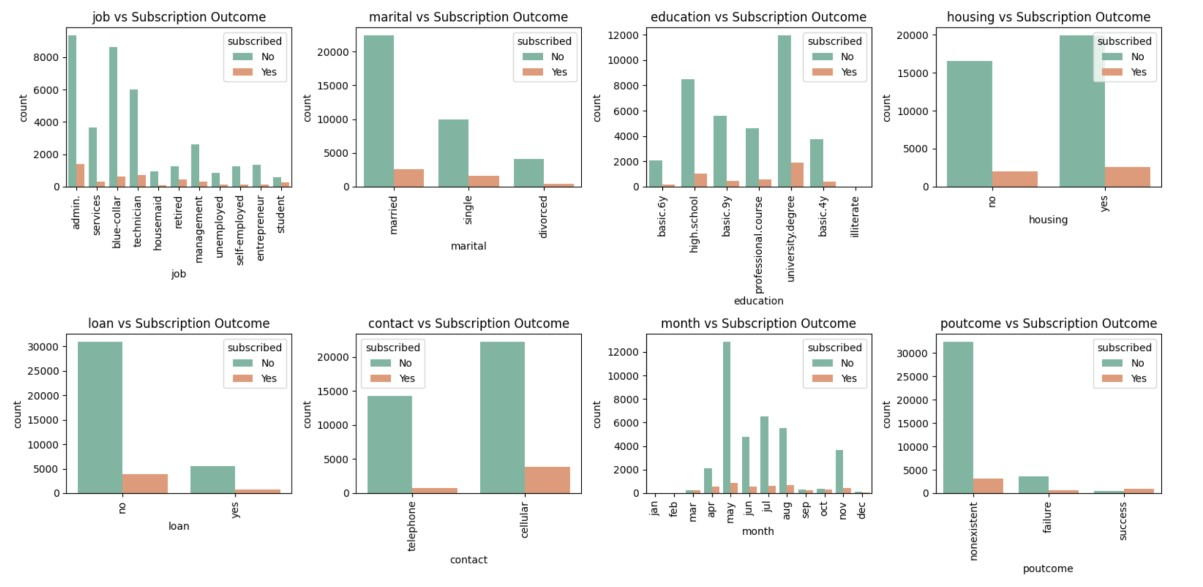 job vs Subscription Outcome
subscribed
No
Yes
count
8000
6000
4000
2000
0
admin.
services
blue-collar
technician
housemaid
retired
management
unemployed
self-employed
entrepreneur
student
job
marital vs Subscription Outcome
subscribed
No
Yes
count
20000
15000
10000
5000
0
married
single
divorced
marital
education vs Subscription Outcome
subscribed
No
Yes
count
12000
10000
8000
6000
4000
2000
0
basic.6y
high.school
basic.9y
professional.course
university.degree
basic.4y
illiterate
education
housing vs Subscription Outcome
subscribed
No
Yes
count
20000
15000
10000
5000
0
no
yes
housing
loan vs Subscription Outcome
subscribed
No
Yes
count
30000
25000
20000
15000
10000
5000
0
no
yes
loan
contact vs Subscription Outcome
subscribed
No
Yes
count
20000
15000
10000
5000
0
telephone
cellular
contact
month vs Subscription Outcome
subscribed
No
Yes
count
12000
10000
8000
6000
4000
2000
0
jan
feb
mar
apr
may
jun
jul
aug
sep
oct
nov
dec
month
poutcome vs Subscription Outcome
subscribed
No
Yes
count
30000
25000
20000
15000
10000
5000
0
nonexistent
failure
success
poutcome